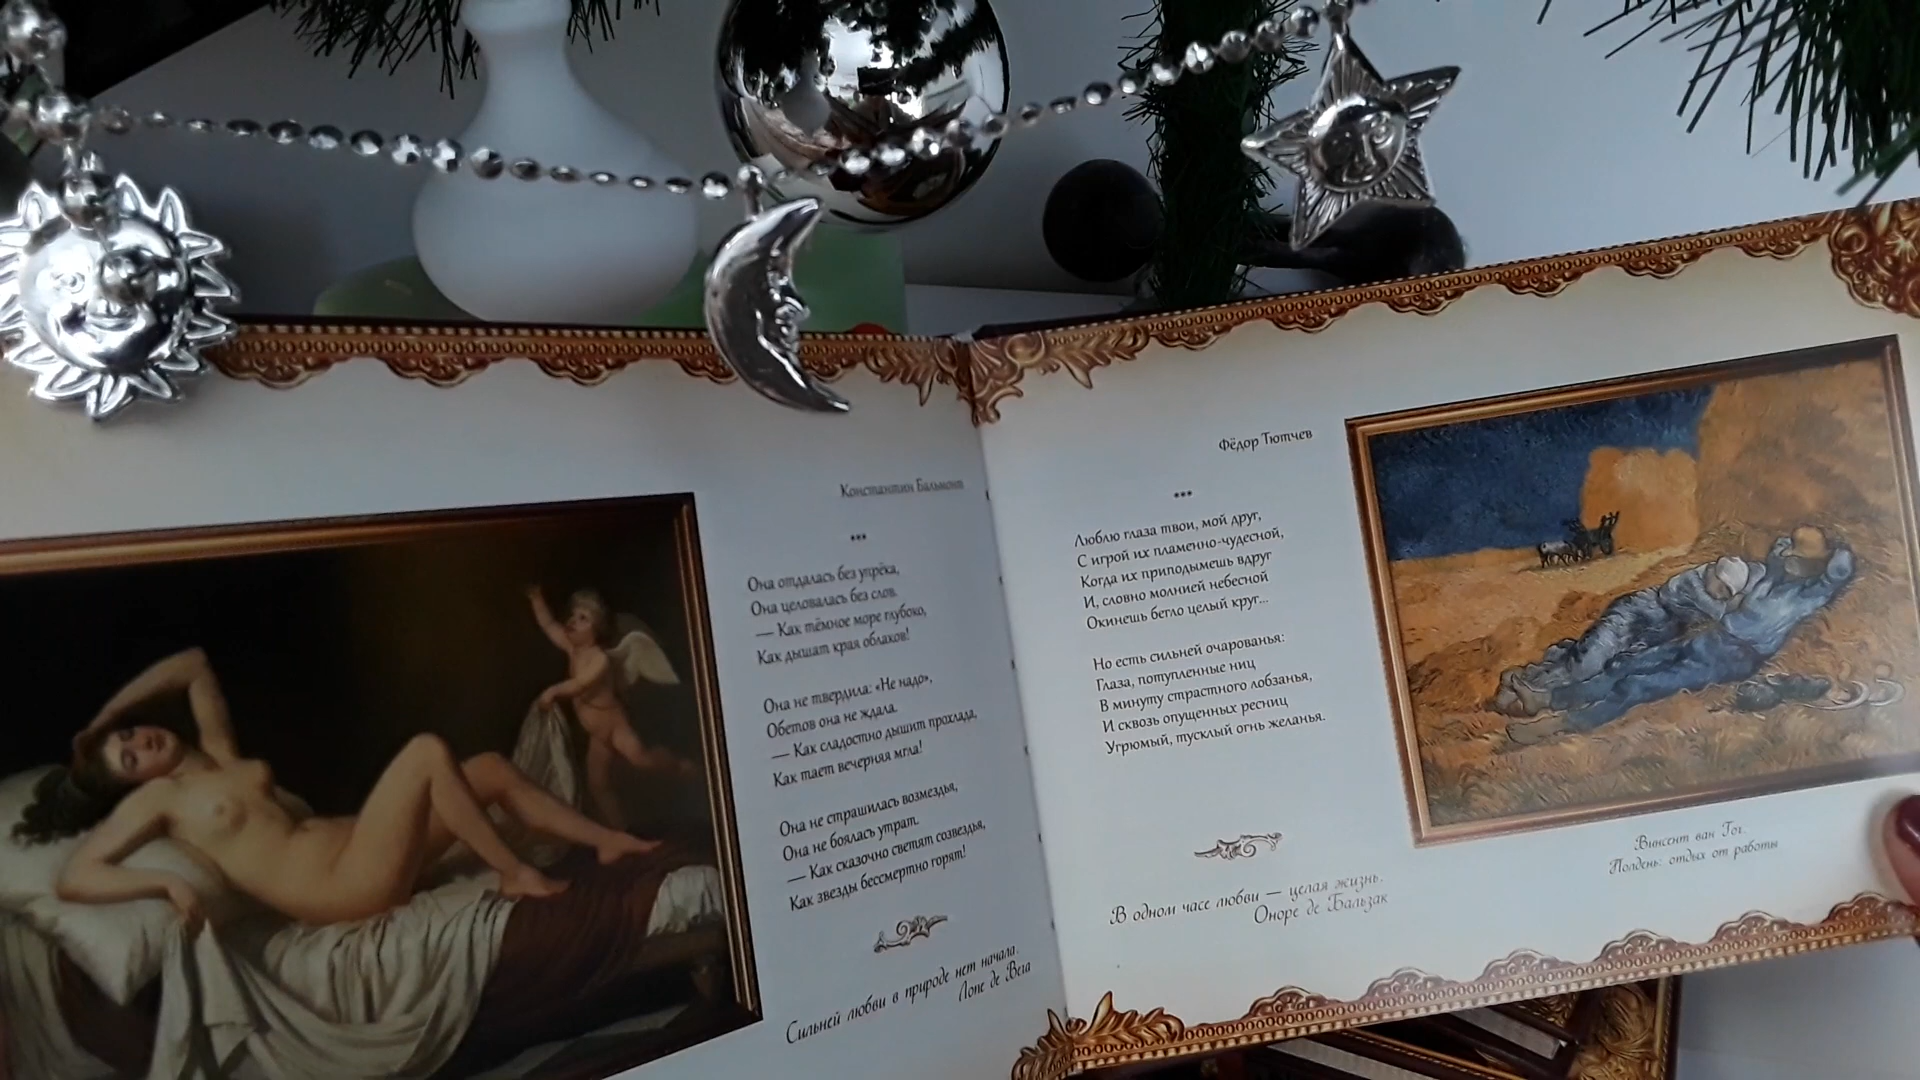 Константин Бальмонт
***
Она отдалась без упрёка,
Она целовалась без слов.
— Как тёмное море глубоко,
Как дышат края облаков!
Она не твердила: «Не надо»,
Обетов она не ждала.
— Как сладостно дышит прохлада,
Как тает вечерняя мгла!
Она не страшилась возмездья,
Она не боялась утрат.
— Как сказочно светят созвездья,
Как звезды бессмертно горят!
Сильней любви в природе нет начала.
Лопе де Вега
Фёдор Тютчев
***
Люблю глаза твои, мой друг,
С игрой их пламенно-чудесной,
Когда их приподымешь вдруг
И, словно молнией небесной
Окинешь бегло целый круг...
Но есть сильней очарованья:
Глаза, потупленные ниц
В минуту страстного лобзанья,
И сквозь опущенных ресниц
Угрюмый, тусклый огнь желанья.
В одном часе любви — целая жизнь.
Оноре де Бальзак
Винсент ван Гог.
Полдень: отдых от работы